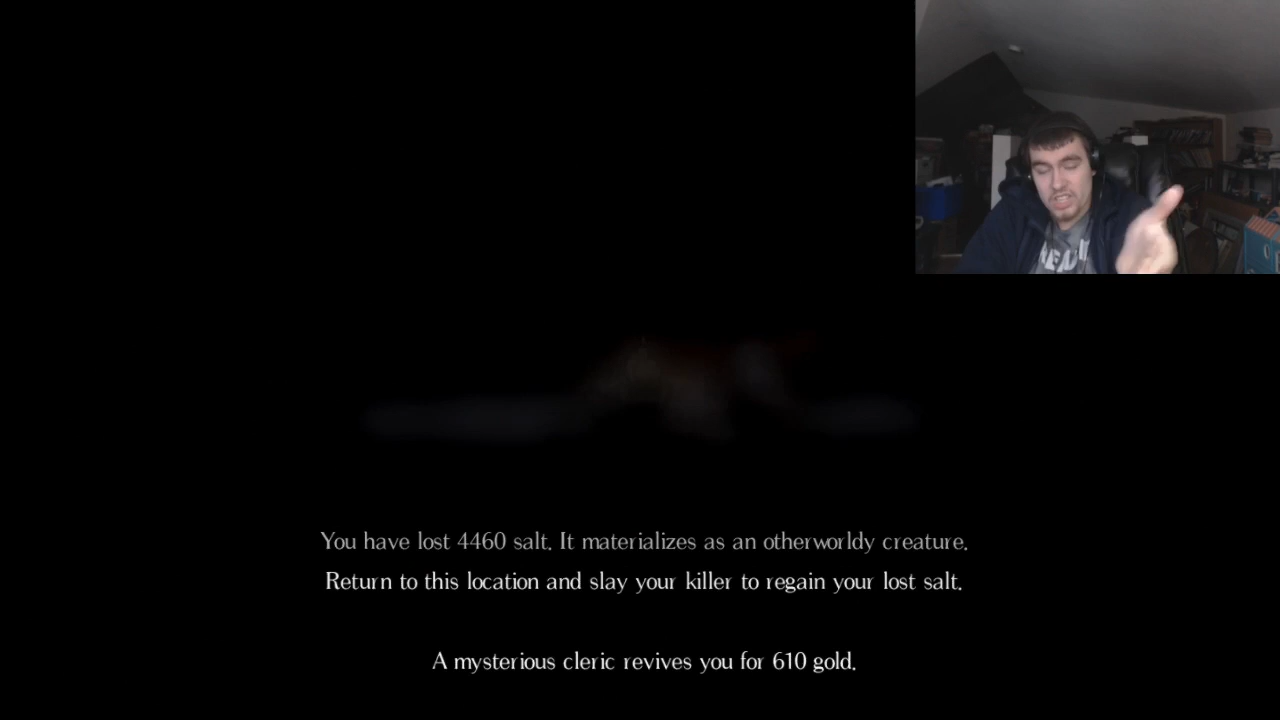 You have lost 4460 salt. It materializes as an otherworldy creature.
Return to this location and slay your killer to regain your lost salt.
A mysterious cleric revives you for 610 gold.